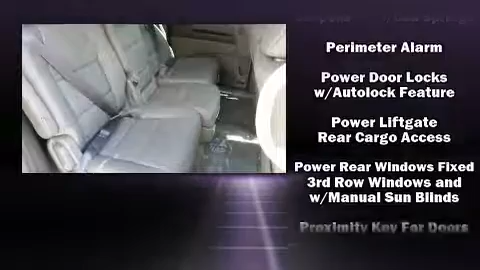 Perimeter Alarm
Power Door Locks
w/Autolock Feature
Power Liftgate
Rear Cargo Access
Power Rear Windows Fixed
3rd Row Windows and
w/Manual Sun Blinds
Proximity Key For Doors